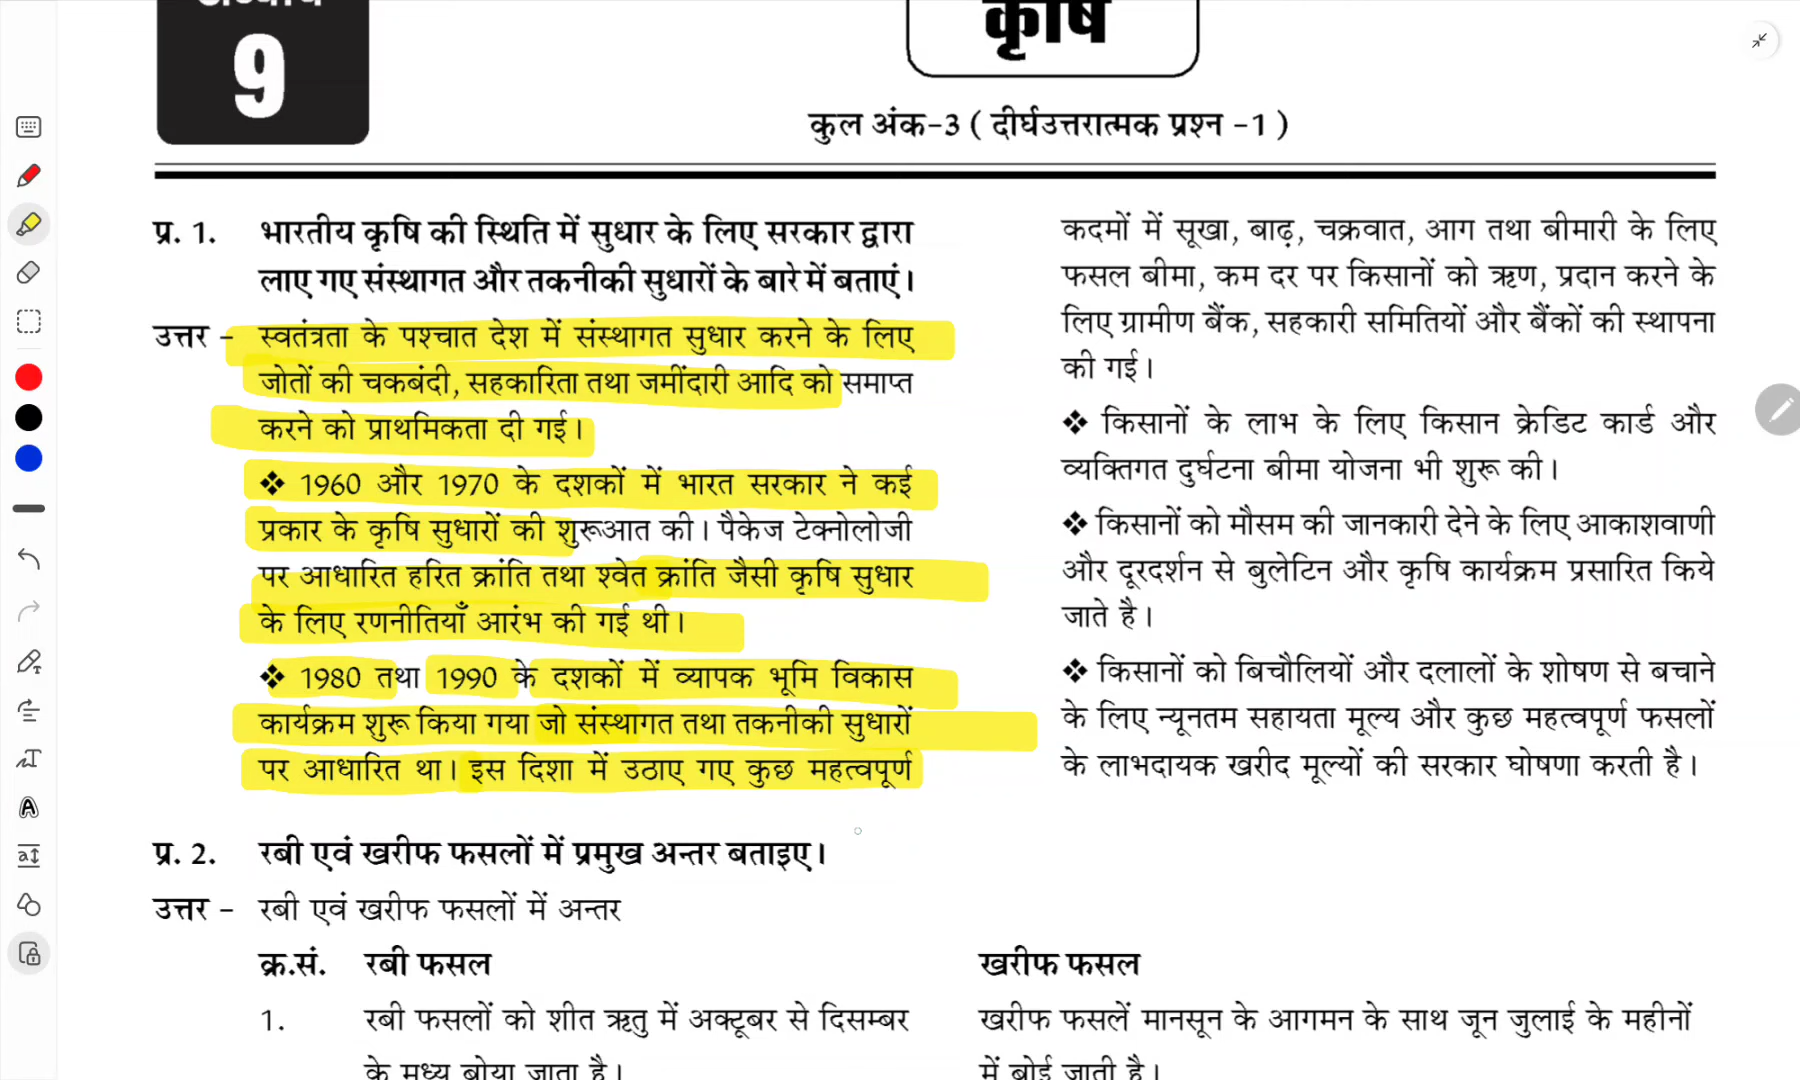 अध्याय
9
कृषि
कुल अंक-3 ( दीर्घउत्तरात्मक प्रश्न -1 )
प्र. 1. भारतीय कृषि की स्थिति में सुधार के लिए सरकार द्वारा
लाए गए संस्थागत और तकनीकी सुधारों के बारे में बताएं।
उत्तर - स्वतंत्रता के पश्चात देश में संस्थागत सुधार करने के लिए
जोतों की चकबंदी, सहकारिता तथा जमींदारी आदि को समाप्त
करने को प्राथमिकता दी गई।
❖ 1960 और 1970 के दशकों में भारत सरकार ने कई
प्रकार के कृषि सुधारों की शुरूआत की। पैकेज टेक्नोलोजी
पर आधारित हरित क्रांति तथा श्वेत क्रांति जैसी कृषि सुधार
के लिए रणनीतियाँ आरंभ की गई थी।
❖ 1980 तथा 1990 के दशकों में व्यापक भूमि विकास
कार्यक्रम शुरू किया गया जो संस्थागत तथा तकनीकी सुधारों
पर आधारित था। इस दिशा में उठाए गए कुछ महत्वपूर्ण
कदमों में सूखा, बाढ़, चक्रवात, आग तथा बीमारी के लिए
फसल बीमा, कम दर पर किसानों को ऋण, प्रदान करने के
लिए ग्रामीण बैंक, सहकारी समितियों और बैंकों की स्थापना
की गई।
❖ किसानों के लाभ के लिए किसान क्रेडिट कार्ड और
व्यक्तिगत दुर्घटना बीमा योजना भी शुरू की।
❖ किसानों को मौसम की जानकारी देने के लिए आकाशवाणी
और दूरदर्शन से बुलेटिन और कृषि कार्यक्रम प्रसारित किये
जाते है।
❖ किसानों को बिचौलियों और दलालों के शोषण से बचाने
के लिए न्यूनतम सहायता मूल्य और कुछ महत्वपूर्ण फसलों
के लाभदायक खरीद मूल्यों की सरकार घोषणा करती है।
प्र. 2. रबी एवं खरीफ फसलों में प्रमुख अन्तर बताइए।
उत्तर - रबी एवं खरीफ फसलों में अन्तर
क्र.सं. रबी फसल खरीफ फसल
1. रबी फसलों को शीत ऋतु में अक्टूबर से दिसम्बर खरीफ फसलें मानसून के आगमन के साथ जून जुलाई के महीनों
के मध्य बोया जाता है। में बोई जाती है।